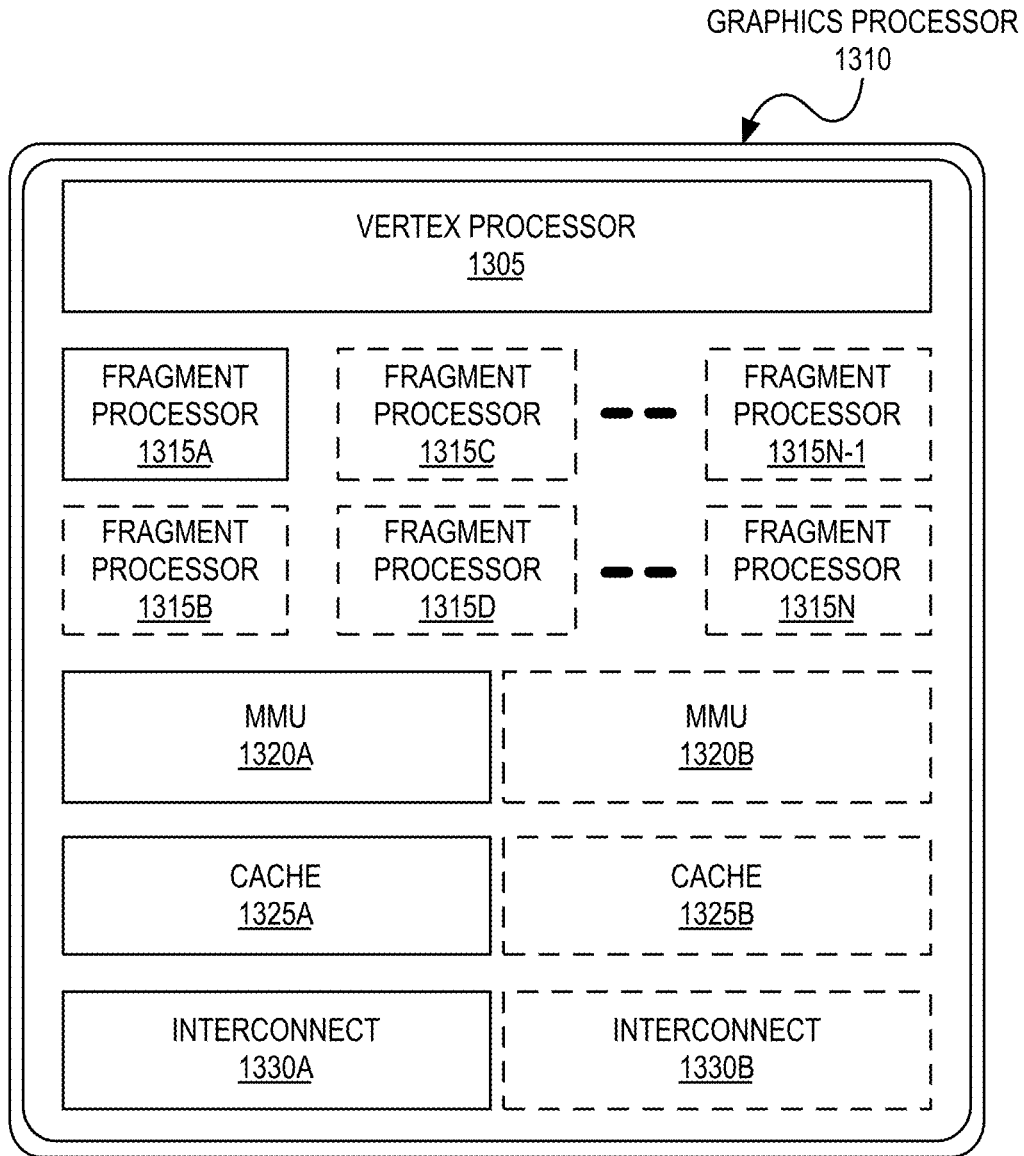 GRAPHICS PROCESSOR
1310
VERTEX PROCESSOR
1305
FRAGMENT
PROCESSOR
1315A
FRAGMENT
PROCESSOR
1315C
FRAGMENT
PROCESSOR
1315N-1
FRAGMENT
PROCESSOR
1315B
FRAGMENT
PROCESSOR
1315D
FRAGMENT
PROCESSOR
1315N
MMU
1320A
MMU
1320B
CACHE
1325A
CACHE
1325B
INTERCONNECT
1330A
INTERCONNECT
1330B